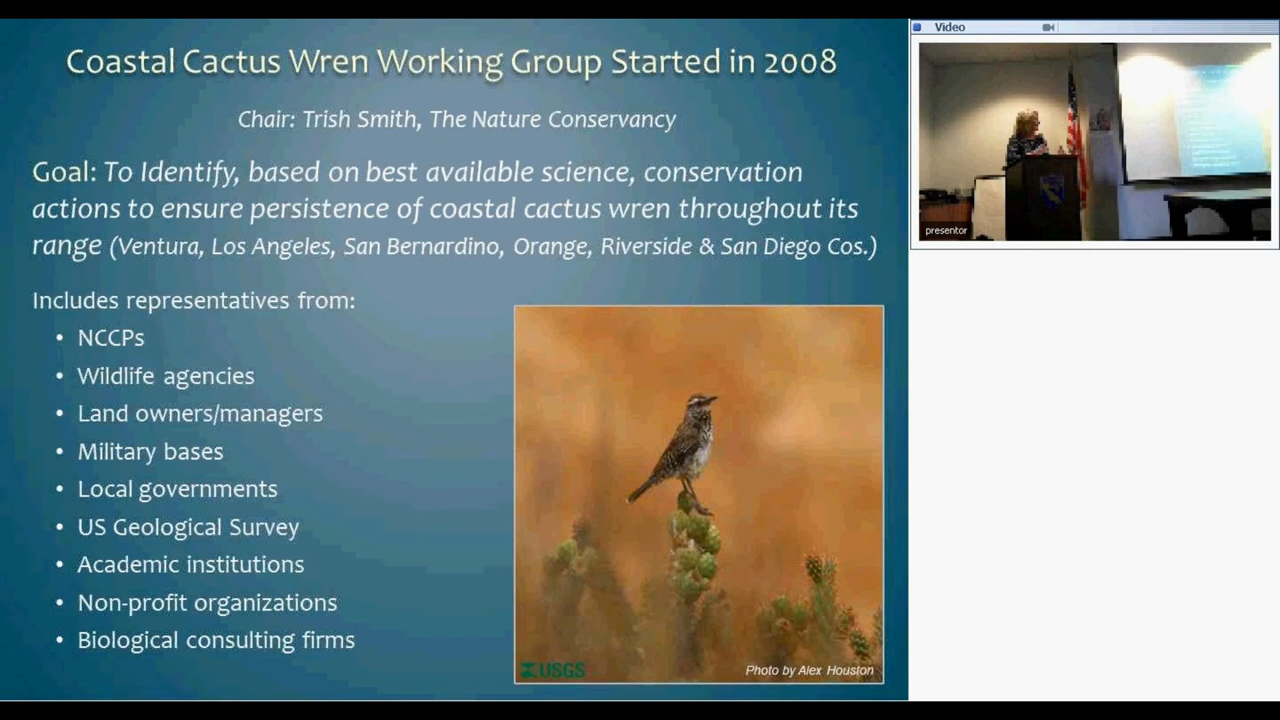 Coastal Cactus Wren Working Group Started in 2008
Chair: Trish Smith, The Nature Conservancy
Goal: To Identify, based on best available science, conservation
actions to ensure persistence of coastal cactus wren throughout its
range (Ventura, Los Angeles, San Bernardino, Orange, Riverside & San Diego Cos.)
Includes representatives from:
• NCCPs
• Wildlife agencies
• Land owners/managers
• Military bases
• Local governments
• US Geological Survey
• Academic institutions
• Non-profit organizations
• Biological consulting firms
USGS
Photo by Alex Houston
Video
presentor